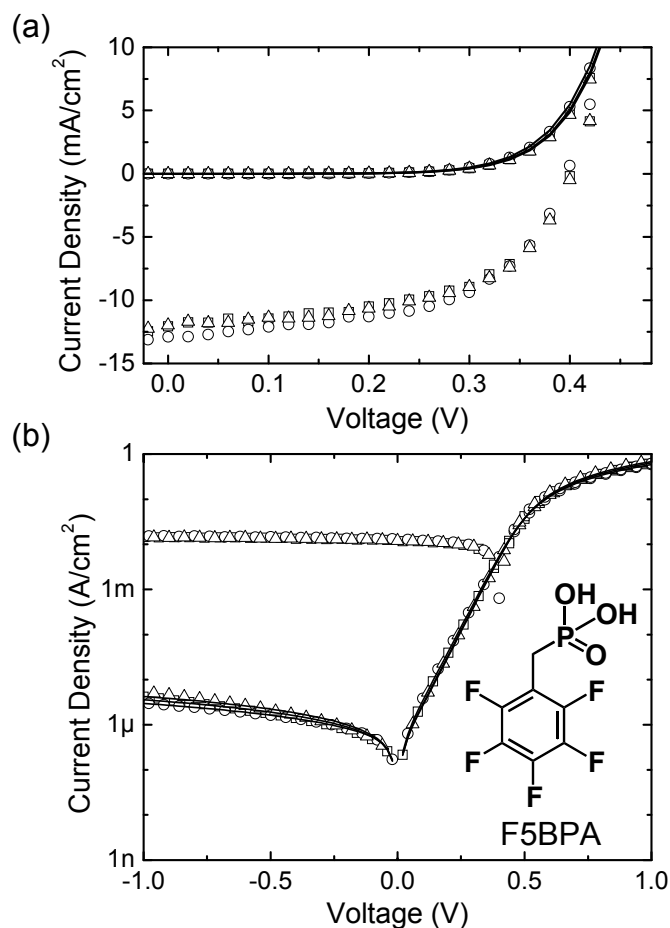 (a)
10
5
0
-5
-10
-15
Current Density (mA/cm²)
0.0 0.1 0.2 0.3 0.4
Voltage (V)
(b)
1
1m
1μ
1n
Current Density (A/cm²)
OH
OH
P
O
F F
F F
F
F5BPA
-1.0 -0.5 0.0 0.5 1.0
Voltage (V)